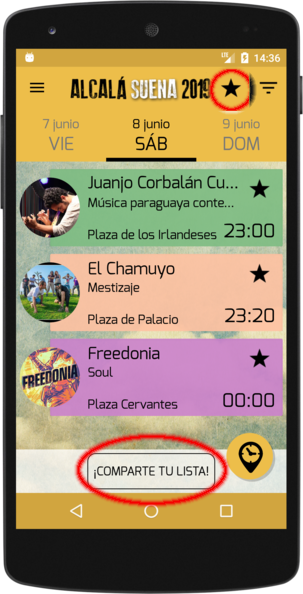 14:36
ALCALÁ SUENA 2019
7 junio 8 junio 9 junio
VIE SÁB DOM
Juanjo Corbalán Cu...
Música paraguaya conte...
Plaza de los Irlandeses 23:00
El Chamuyo
Mestizaje
Plaza de Palacio 23:20
FREEDONIA
Freedonia
Soul
Plaza Cervantes 00:00
¡COMPARTE TU LISTA!